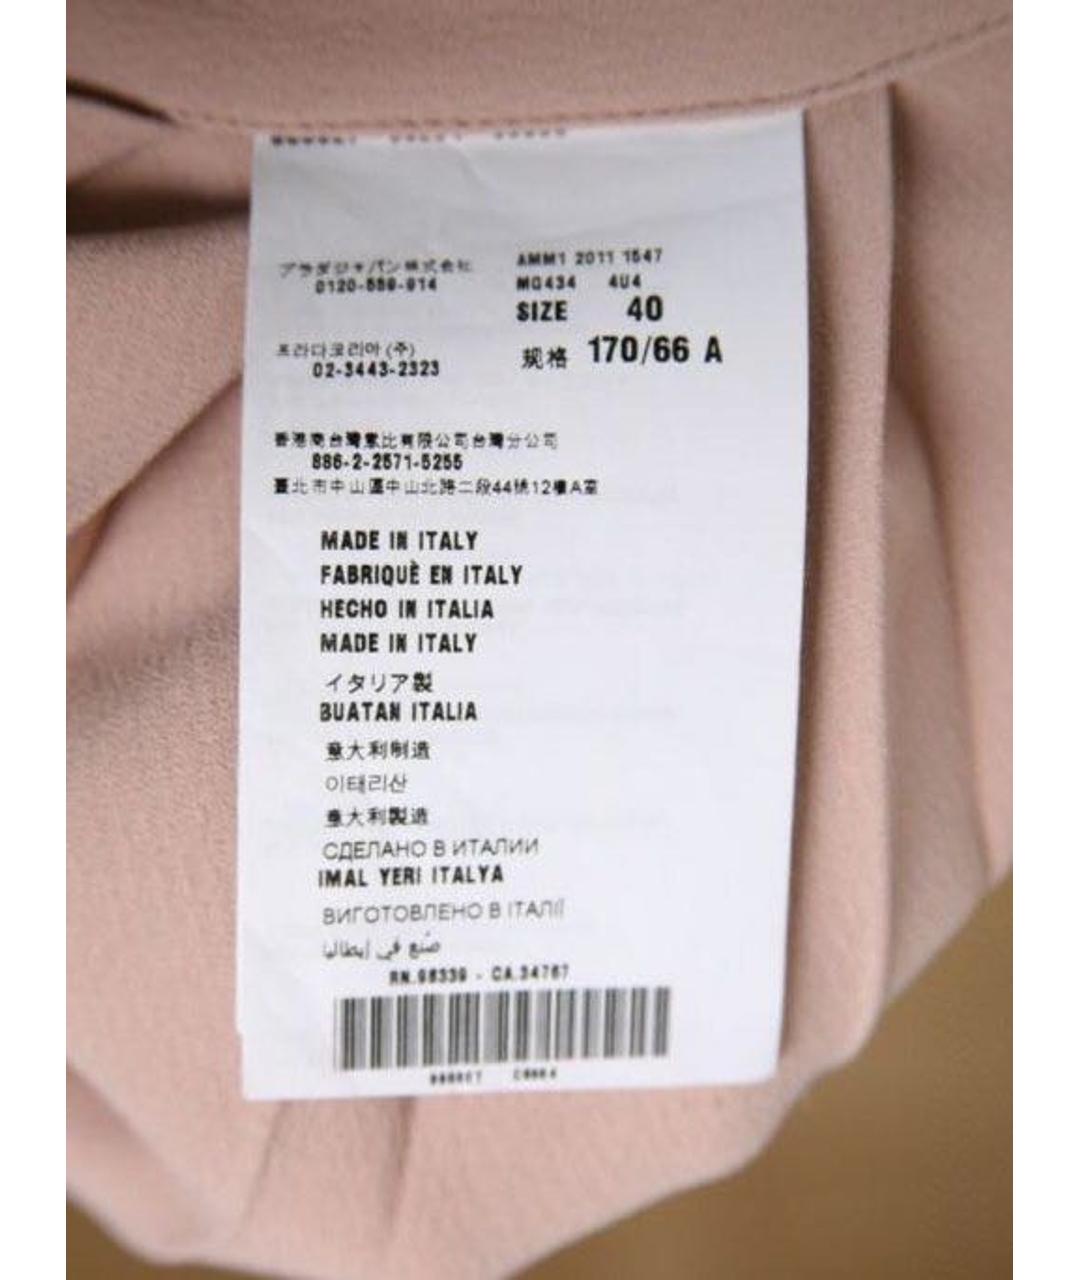 プラダジャパン株式会社
0120-559-914
AMM1 2011 1547
MG434 4U4
SIZE 40
프라다코리아 (주)
02-3443-2323
规格 170/66 A
香港商台灣索比有限公司台灣分公司
886-2-2571-5255
臺北市中山區中山北路二段44號12樓A室
MADE IN ITALY
FABRIQUÈ EN ITALY
HECHO IN ITALIA
MADE IN ITALY
イタリア製
BUATAN ITALIA
意大利制造
이태리산
意大利製造
СДЕЛАНО В ИТАЛИИ
IMAL YERI ITALYA
ВИГОТОВЛЕНО В ІТАЛІЇ
صُنع في إيطاليا
RN.98339 - CA.34767